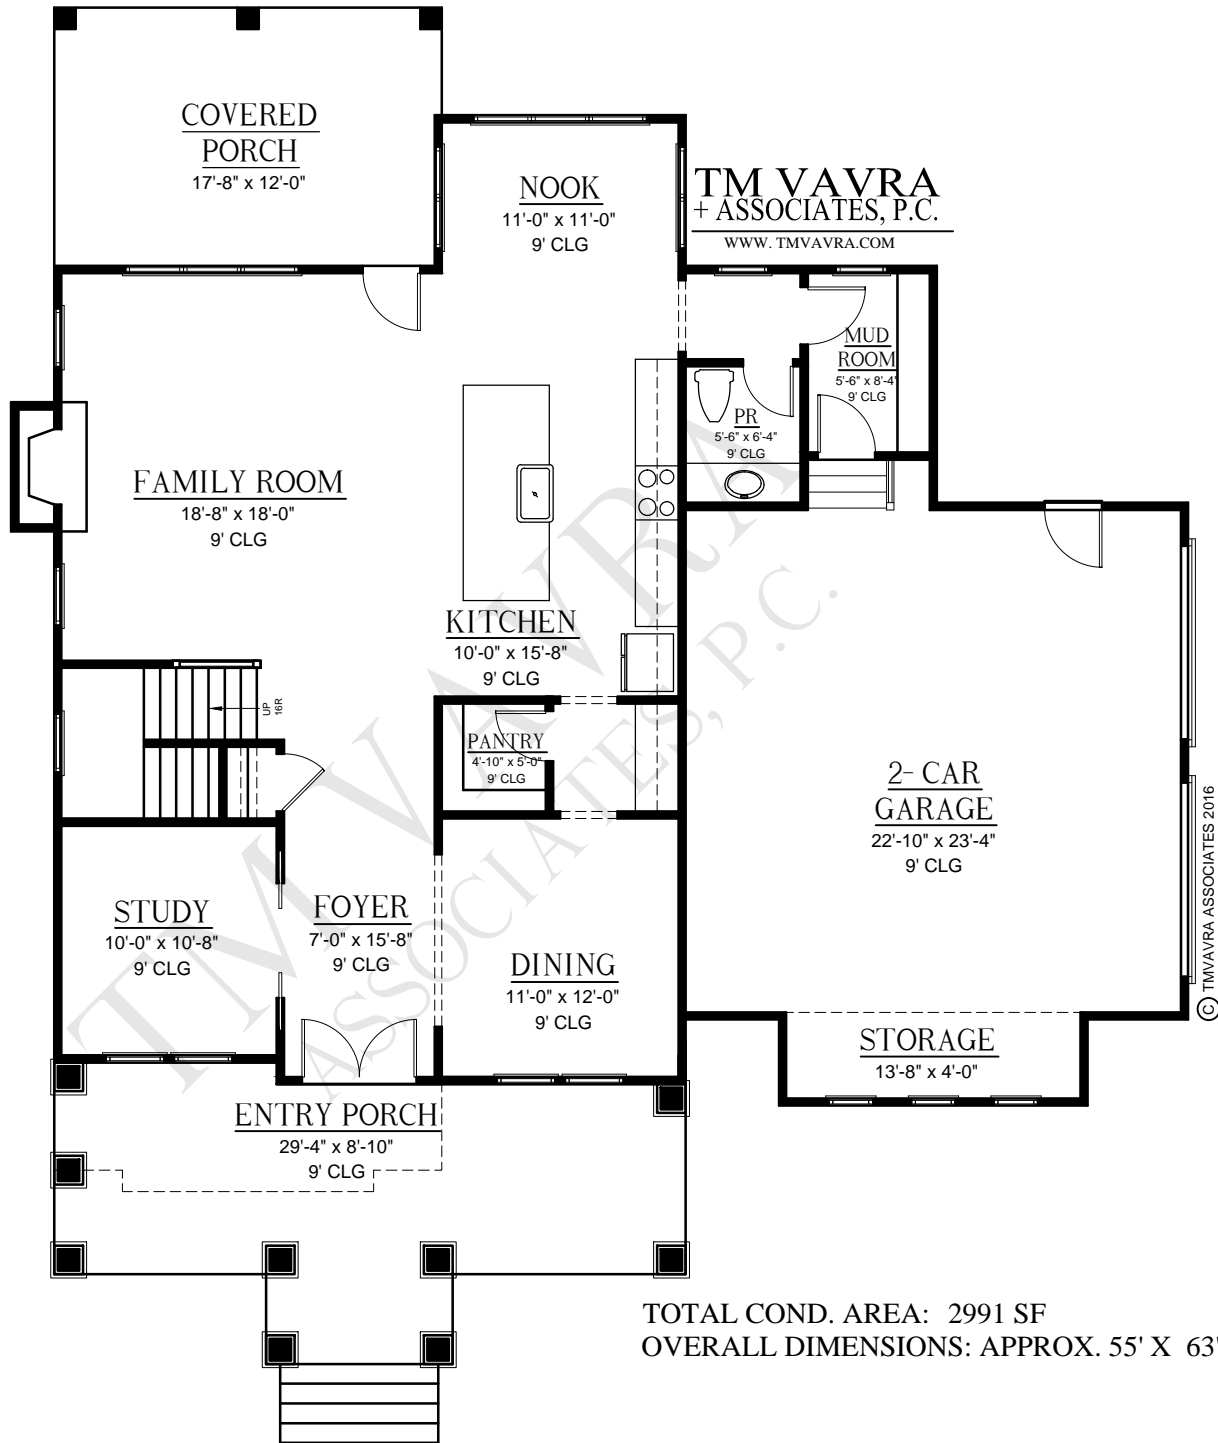 COVERED
PORCH
17'-8" x 12'-0"
NOOK
11'-0" x 11'-0"
9' CLG
TM VAVRA
+ ASSOCIATES, P.C.
WWW. TMVAVRA.COM
MUD
ROOM
5'-6" x 8'-4"
9' CLG
PR
5'-6" x 6'-4"
9' CLG
FAMILY ROOM
18'-8" x 18'-0"
9' CLG
KITCHEN
10'-0" x 15'-8"
9' CLG
UP
16R
PANTRY
4'-10" x 5'-0"
9' CLG
2- CAR
GARAGE
22'-10" x 23'-4"
9' CLG
STUDY
10'-0" x 10'-8"
9' CLG
FOYER
7'-0" x 15'-8"
9' CLG
DINING
11'-0" x 12'-0"
9' CLG
STORAGE
13'-8" x 4'-0"
ENTRY PORCH
29'-4" x 8'-10"
9' CLG
TM VAVRA
ASSOCIATES, P.C.
© TMVAVRA ASSOCIATES 2016
TOTAL COND. AREA: 2991 SF
OVERALL DIMENSIONS: APPROX. 55' X 63'